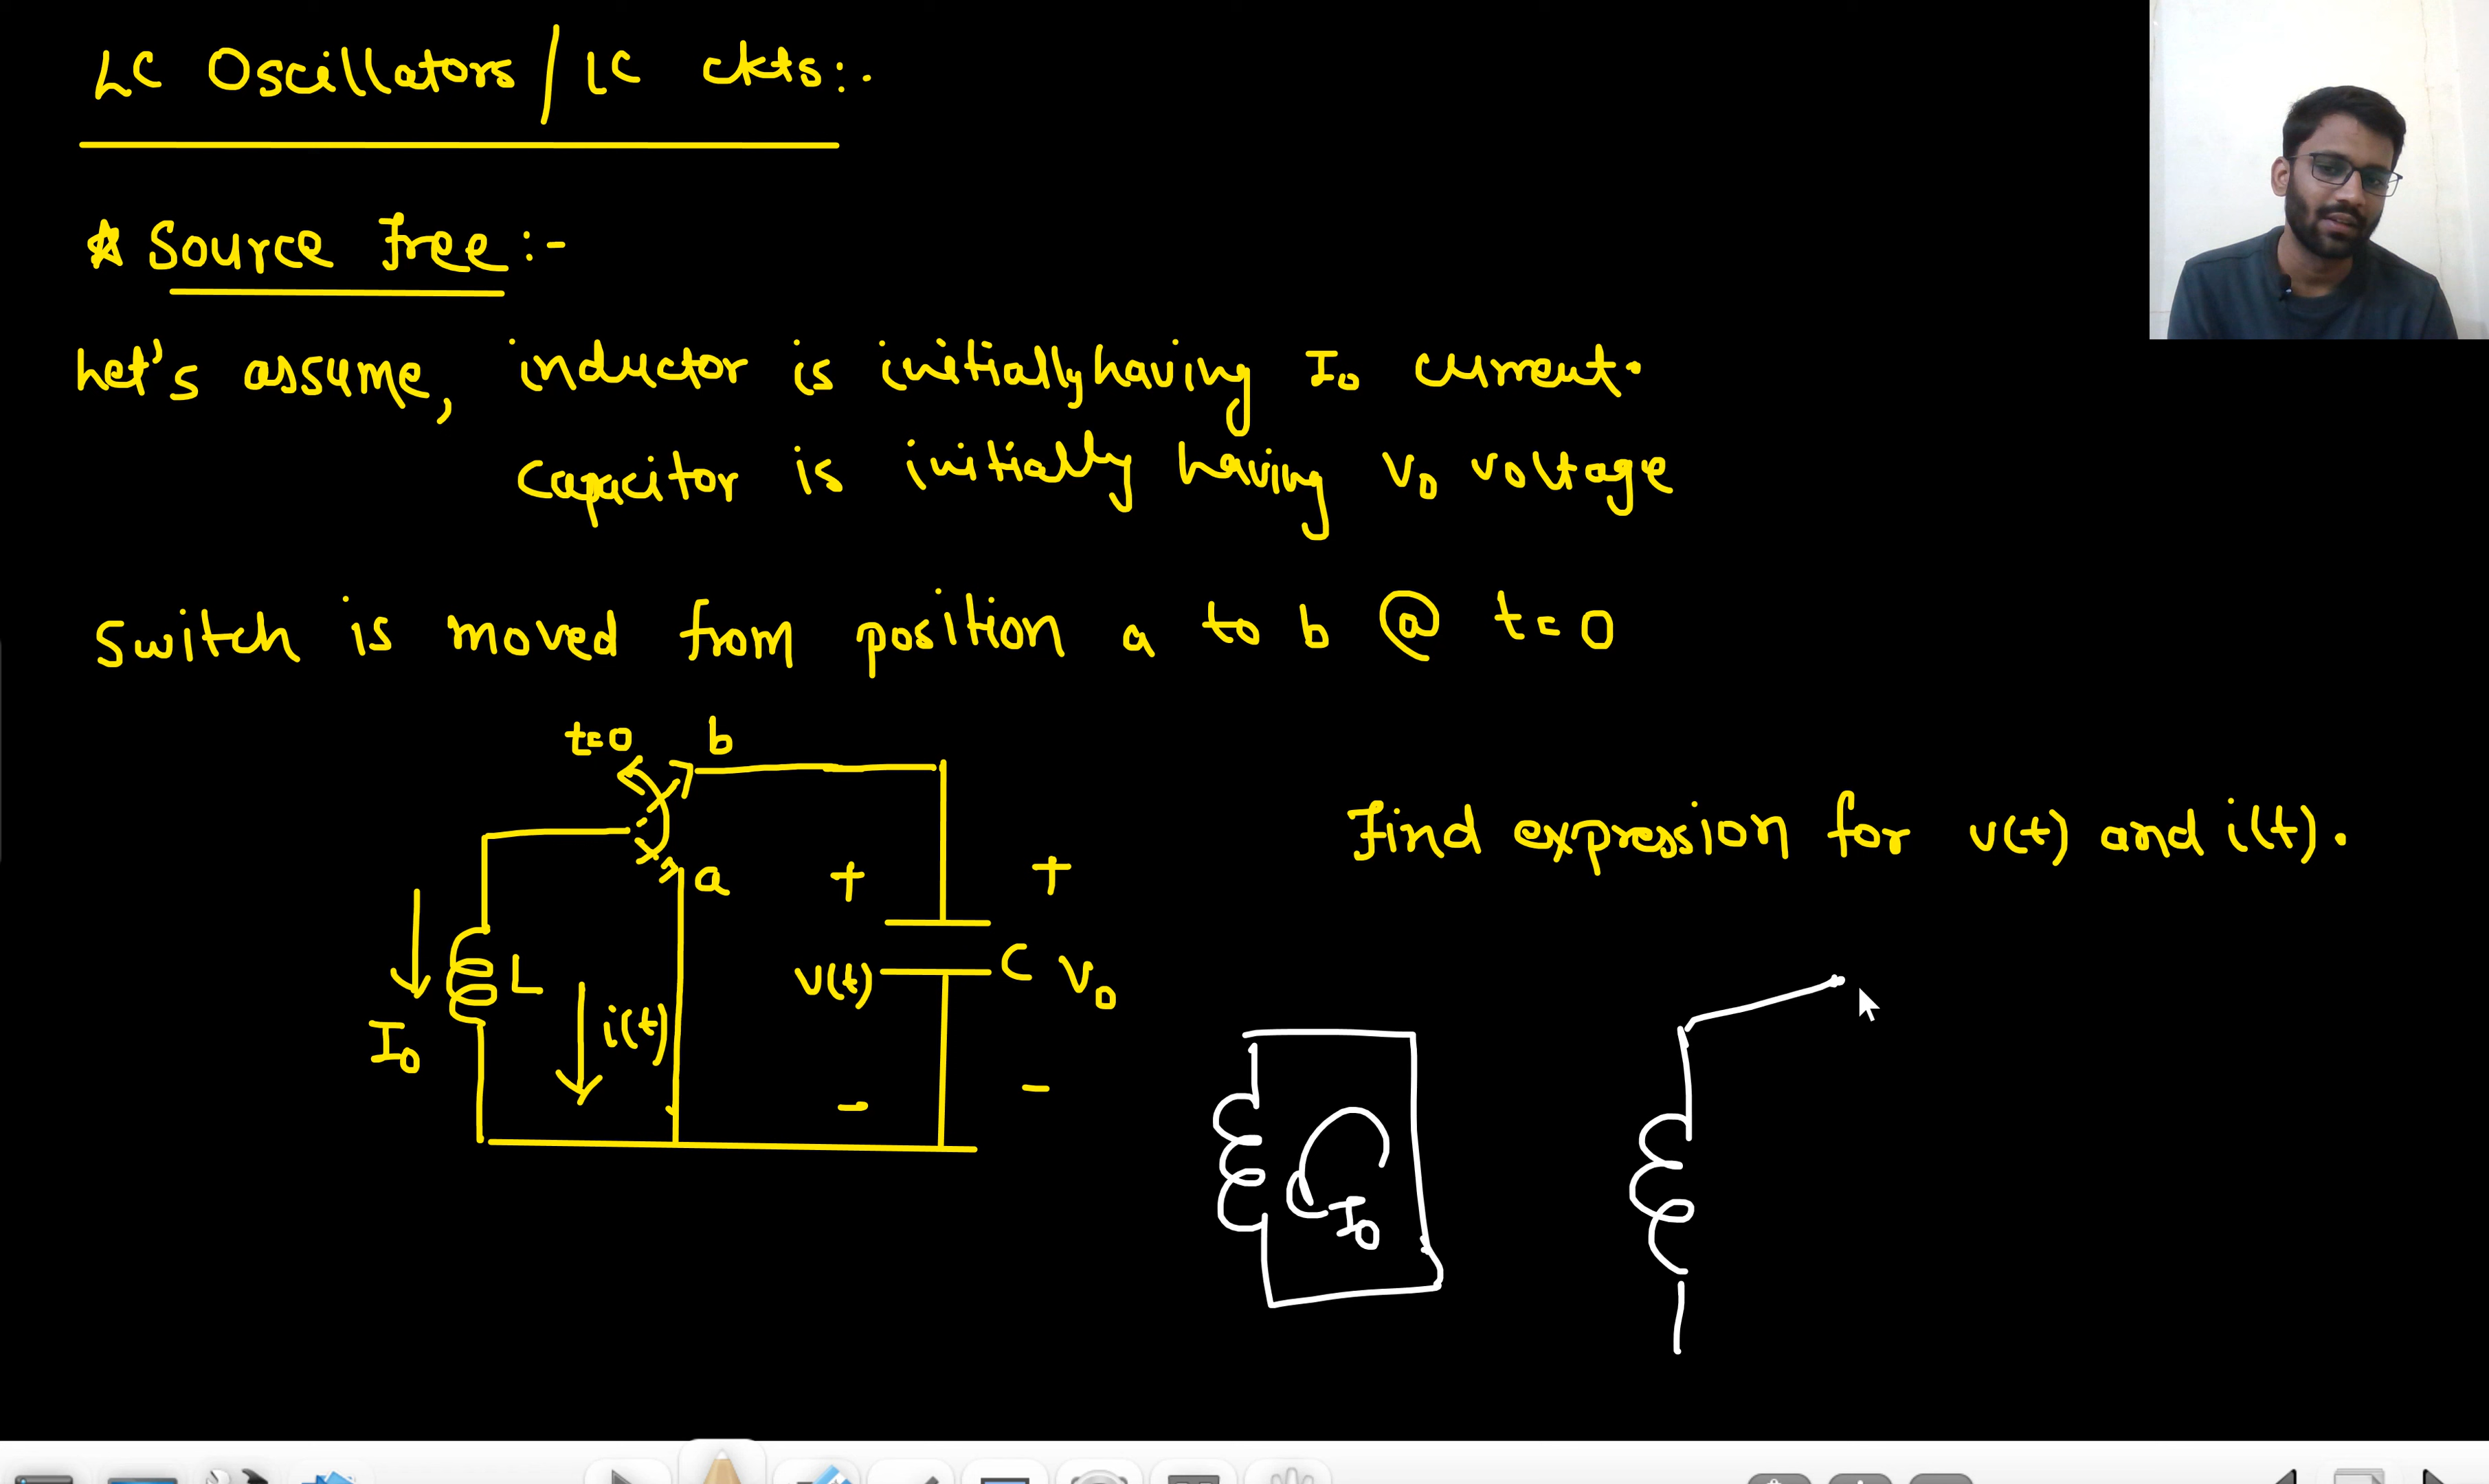 LC Oscillators / LC ckts:-
☆ Source free :-
Let's assume, inductor is initially having I₀ current.
Capacitor is initially having V₀ voltage
Switch is moved from position a to b @ t=0
t=0 b
Find expression for v(t) and i(t).
a
+ +
L
v(t) C V₀
I₀ i(t)
- -
I₀